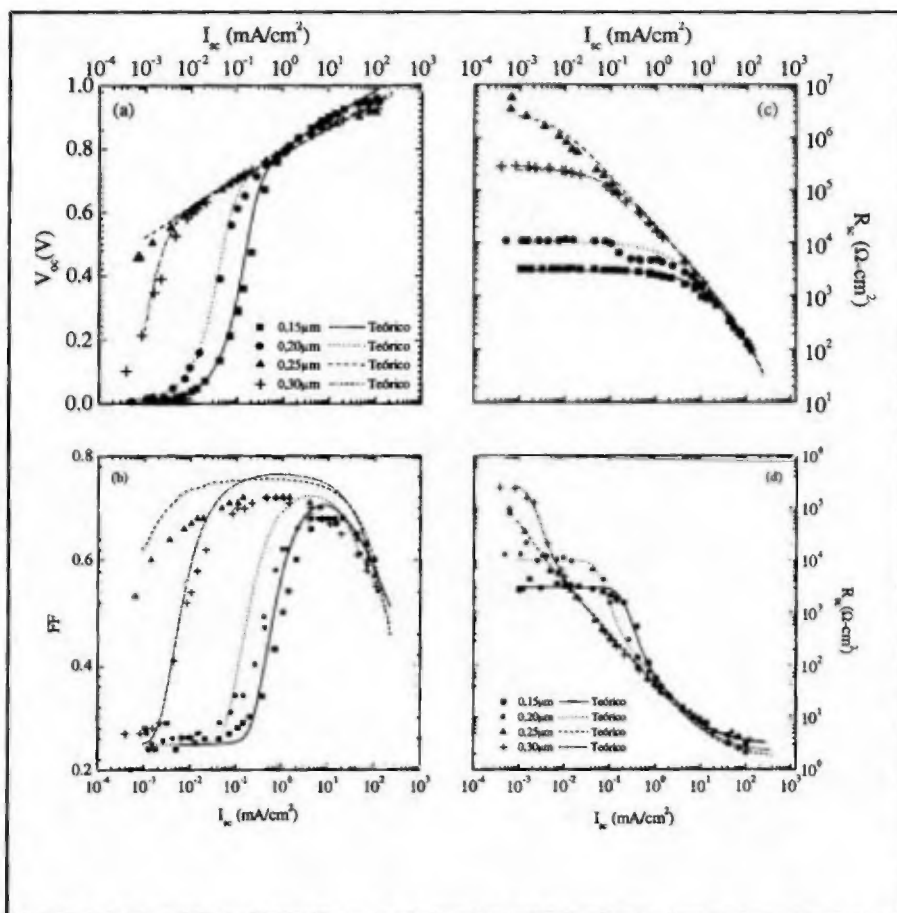 I_sc (mA/cm²)
10⁻⁴ 10⁻³ 10⁻² 10⁻¹ 10⁰ 10¹ 10² 10³
1.0
0.8
0.6
0.4
0.2
0.0
V_oc(V)
(a)
0,15µm Teórico
0,20µm Teórico
0,25µm Teórico
0,30µm Teórico
I_sc (mA/cm²)
10⁻⁴ 10⁻³ 10⁻² 10⁻¹ 10⁰ 10¹ 10² 10³
(c)
10⁷
10⁶
10⁵
10⁴
10³
10²
10¹
R_sc (Ω-cm²)
0.8
0.6
0.4
0.2
FF
(b)
10⁻⁴ 10⁻³ 10⁻² 10⁻¹ 10⁰ 10¹ 10² 10³
I_sc (mA/cm²)
(d)
10⁶
10⁵
10⁴
10³
10²
10¹
10⁰
(Ω-cm²)
0,15µm Teórico
0,20µm Teórico
0,25µm Teórico
0,30µm Teórico
10⁻⁴ 10⁻³ 10⁻² 10⁻¹ 10⁰ 10¹ 10² 10³
I_sc (mA/cm²)